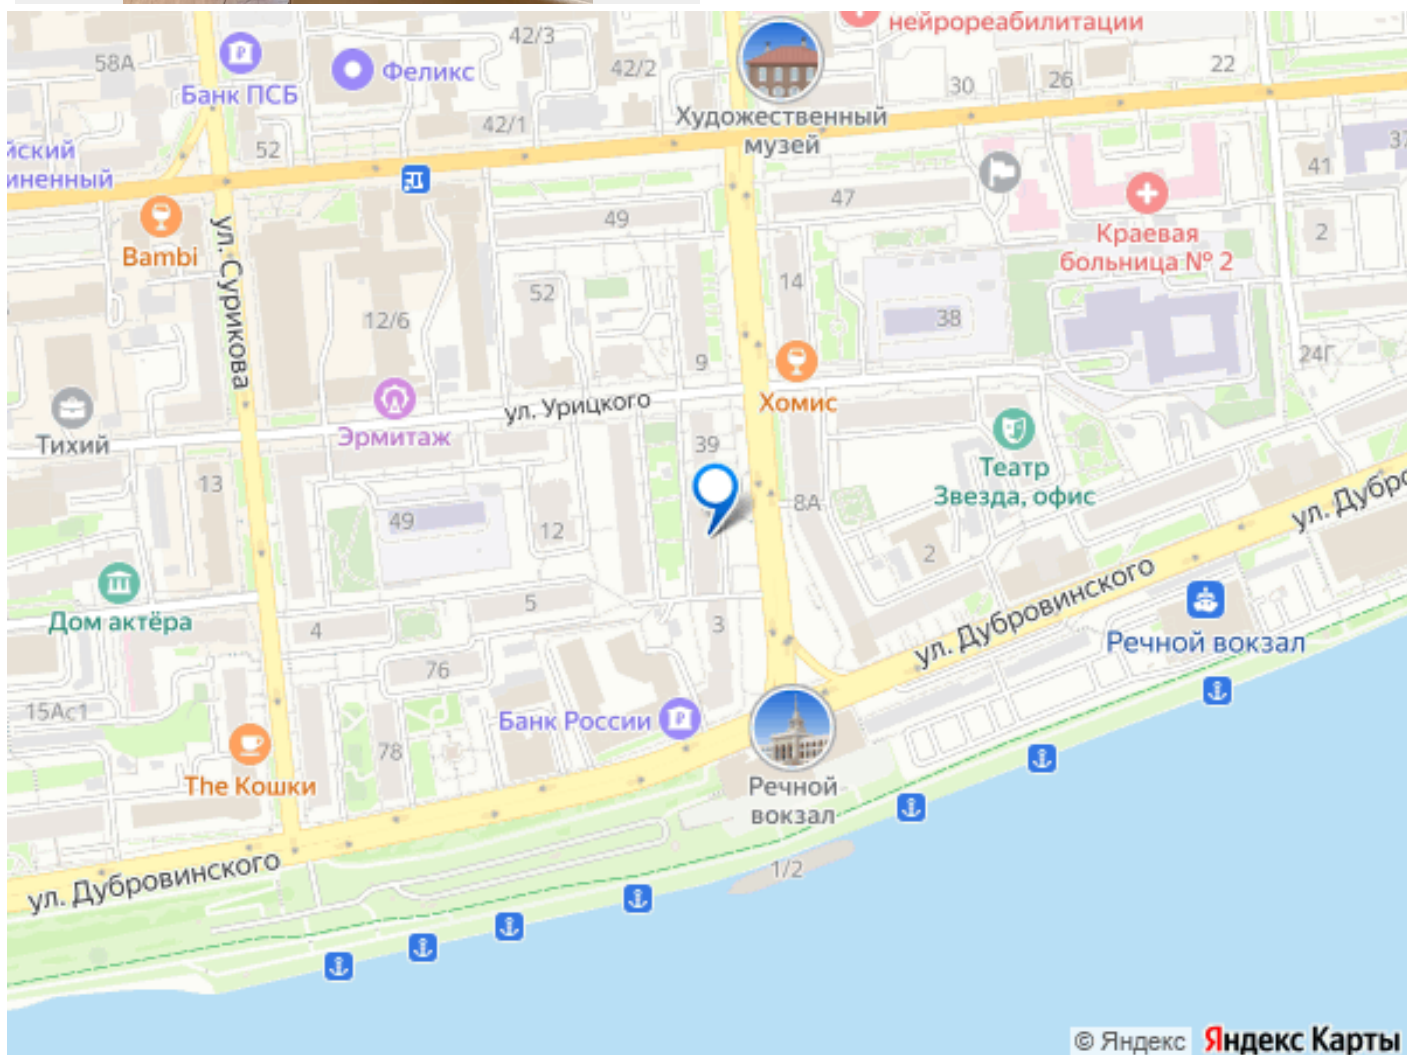 нейрореабилитации
42/3
58А
Феликс
42/2
22
Банк ПСБ
30
26
Художественный
музей
42/1
52
йский
иненный
41
37
47
49
Bambi
ул. Сурикова
Краевая
больница № 2
2
14
52
12/6
38
24Г
9
ул. Урицкого
Хомис
Тихий
Эрмитаж
39
Театр
Звезда, офис
13
8А
ул. Дубро
49
12
2
Дом актёра
5
4
3
ул. Дубровинского
Речной вокзал
76
15Ас1
Банк России
78
The Кошки
Речной
вокзал
1/2
ул. Дубровинского
© Яндекс Яндекс Карты